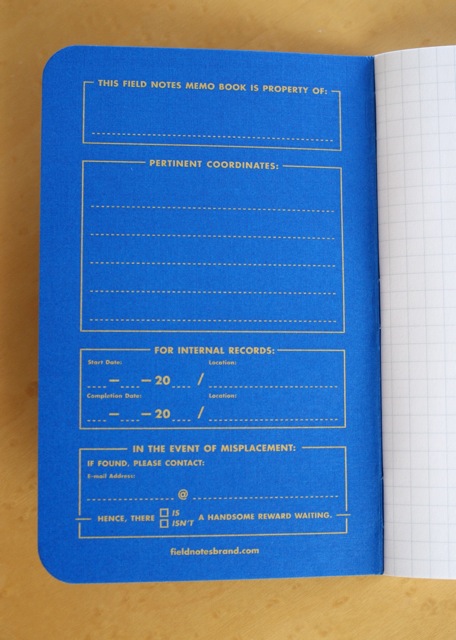 THIS FIELD NOTES MEMO BOOK IS PROPERTY OF:
PERTINENT COORDINATES:
FOR INTERNAL RECORDS:
Start Date: Location:
— — 20 /
Completion Date: Location:
— — 20 /
IN THE EVENT OF MISPLACEMENT:
IF FOUND, PLEASE CONTACT:
E-mail Address:
@
HENCE, THERE ☐ IS
☐ ISN'T A HANDSOME REWARD WAITING.
fieldnotesbrand.com